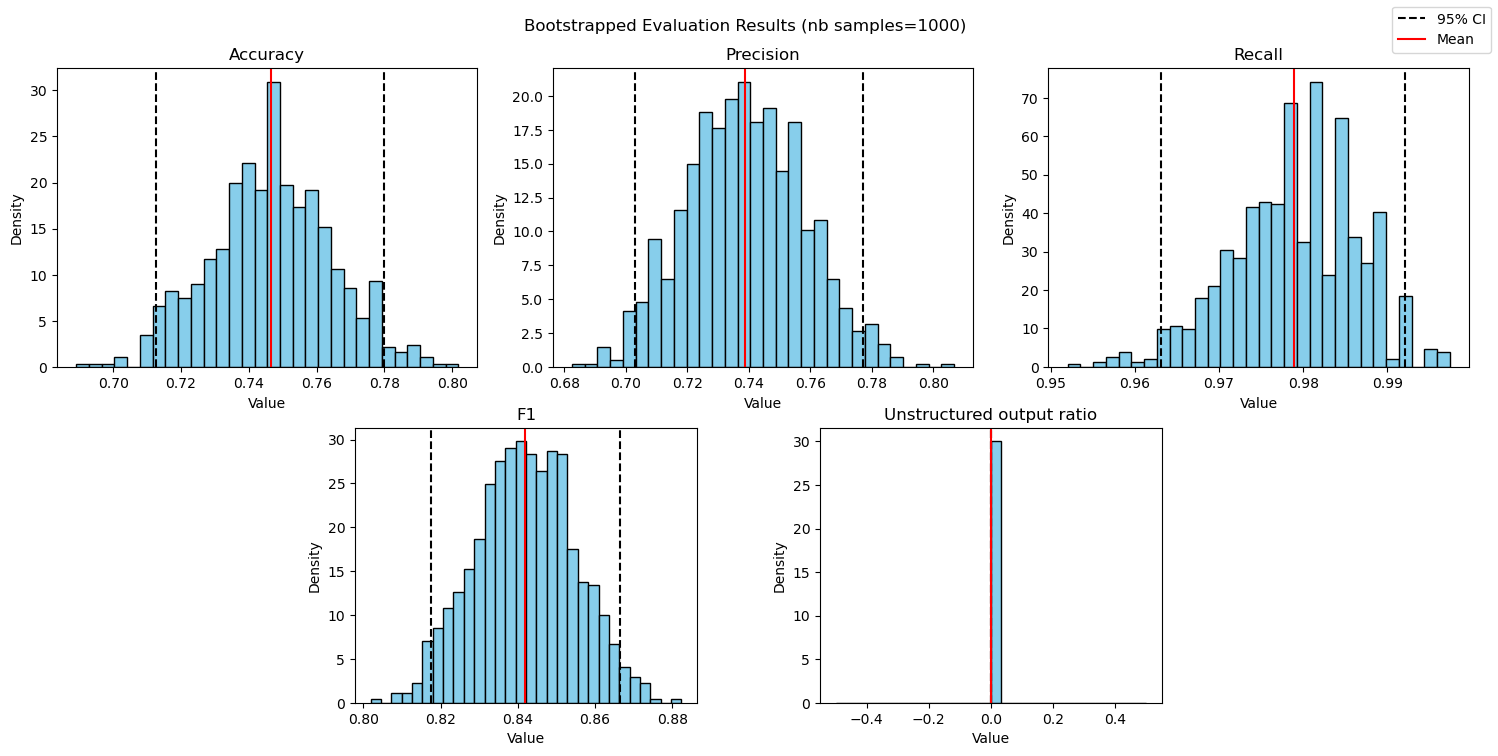 Bootstrapped Evaluation Results (nb samples=1000)
95% CI
Mean
Accuracy
Density
30
25
20
15
10
5
0
0.70 0.72 0.74 0.76 0.78 0.80
Value
Precision
Density
20.0
17.5
15.0
12.5
10.0
7.5
5.0
2.5
0.0
0.68 0.70 0.72 0.74 0.76 0.78 0.80
Value
Recall
Density
70
60
50
40
30
20
10
0
0.95 0.96 0.97 0.98 0.99
Value
F1
Density
30
25
20
15
10
5
0
0.80 0.82 0.84 0.86 0.88
Value
Unstructured output ratio
Density
30
25
20
15
10
5
0
−0.4 −0.2 0.0 0.2 0.4
Value